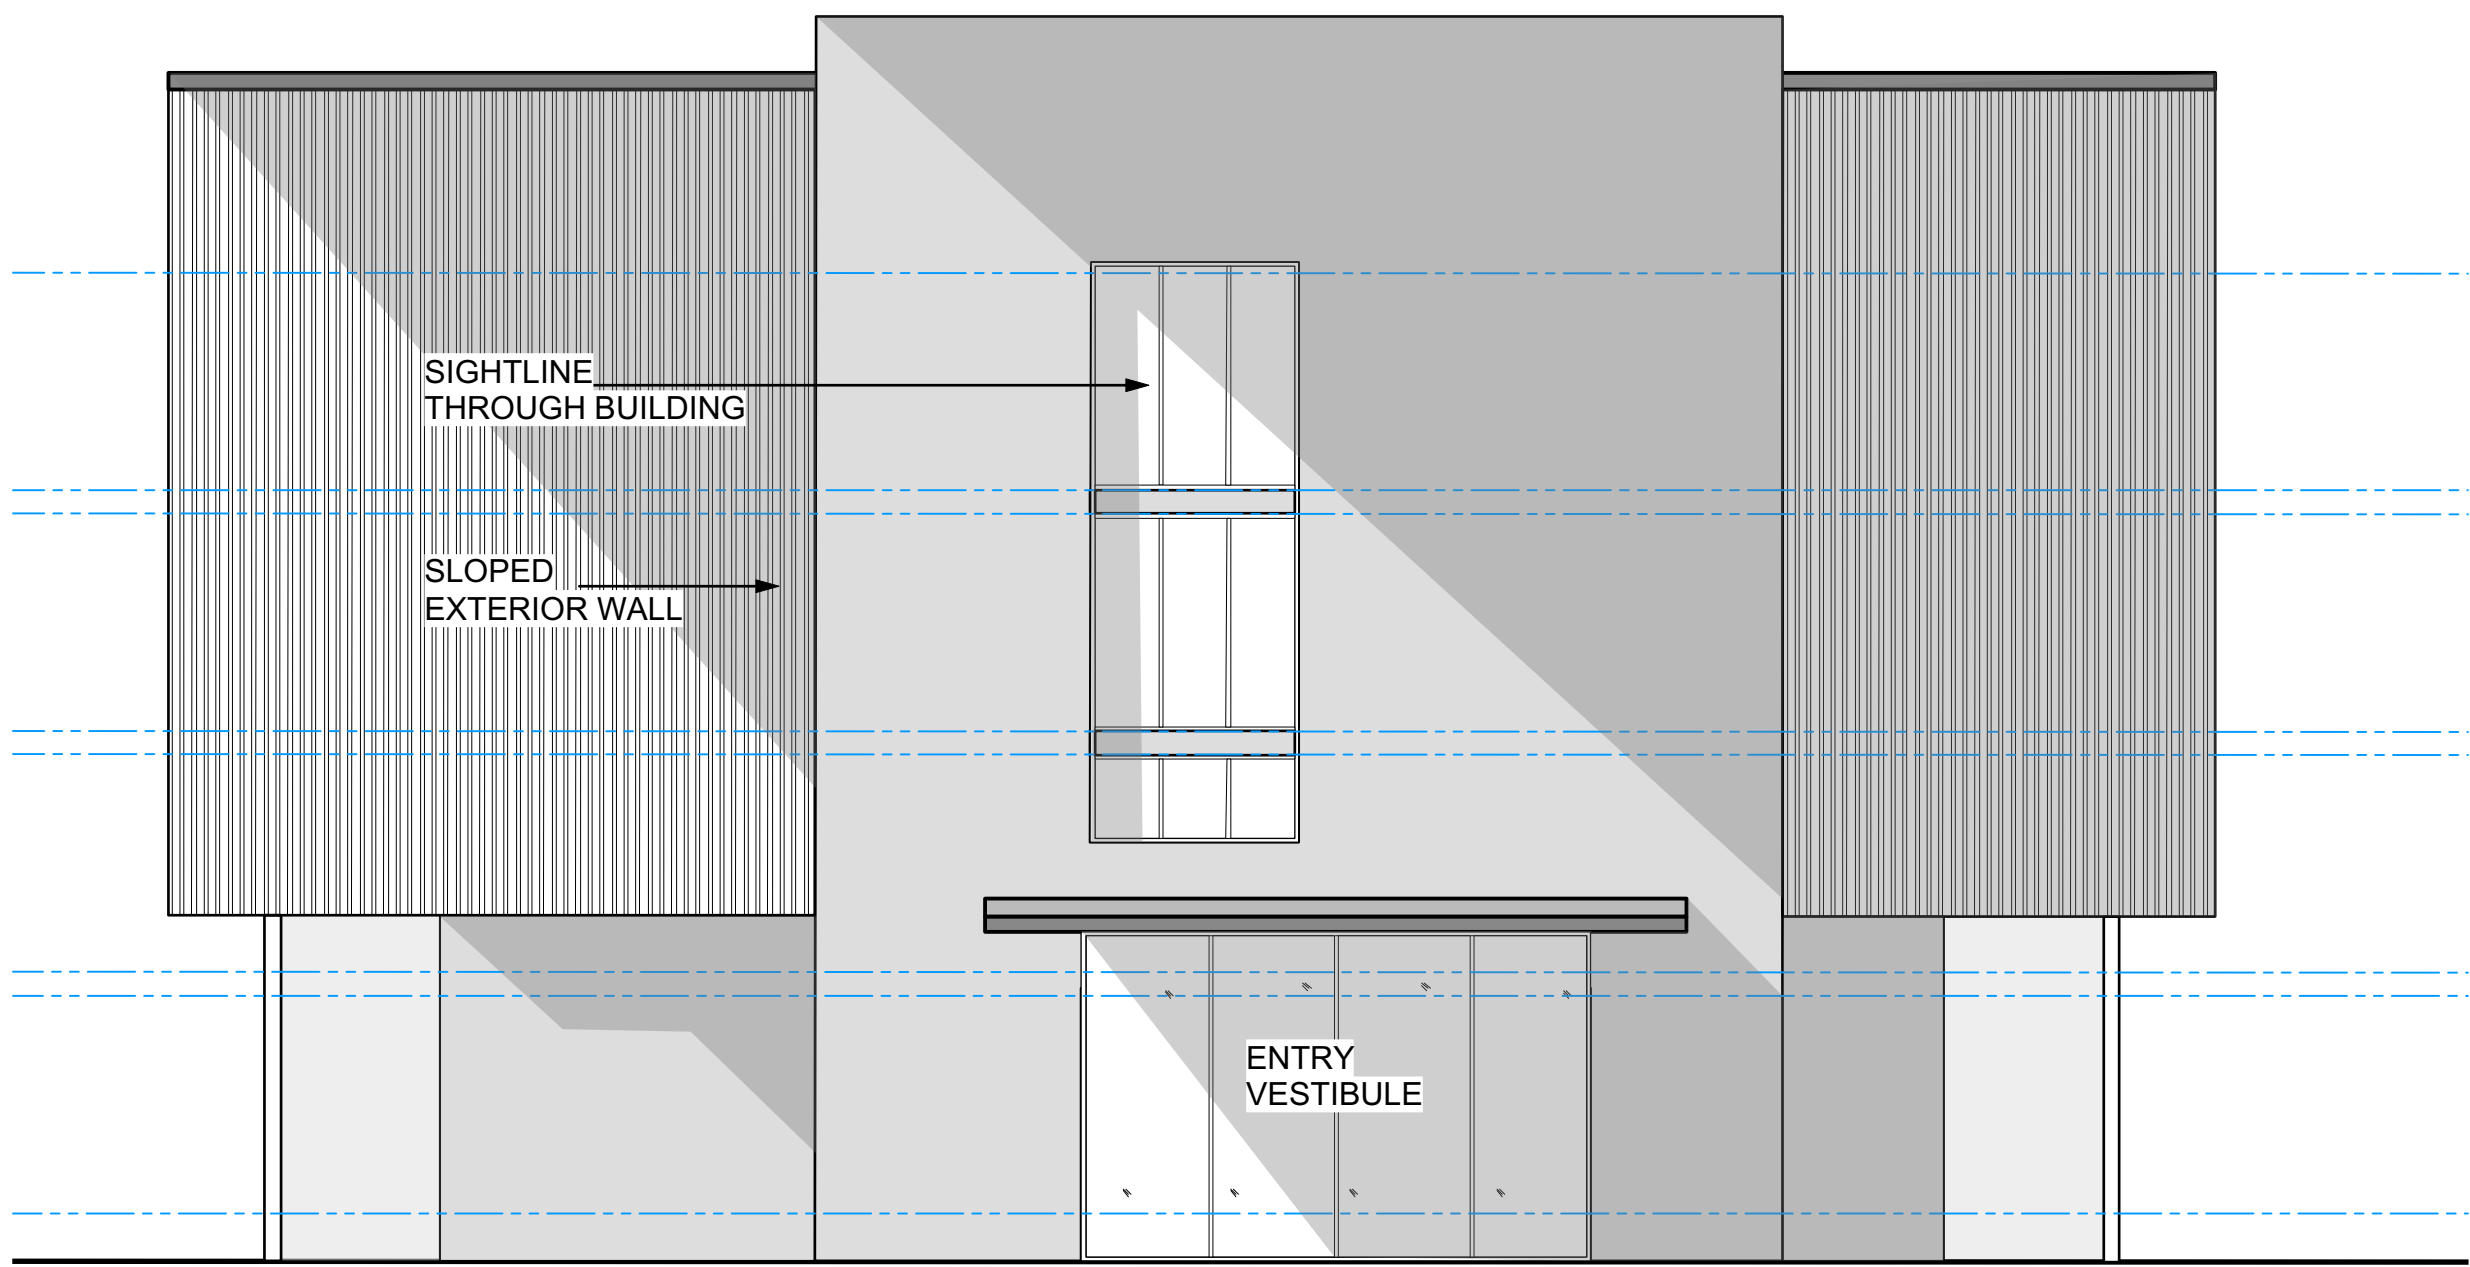 SIGHTLINE
THROUGH BUILDING
SLOPED
EXTERIOR WALL
ENTRY
VESTIBULE